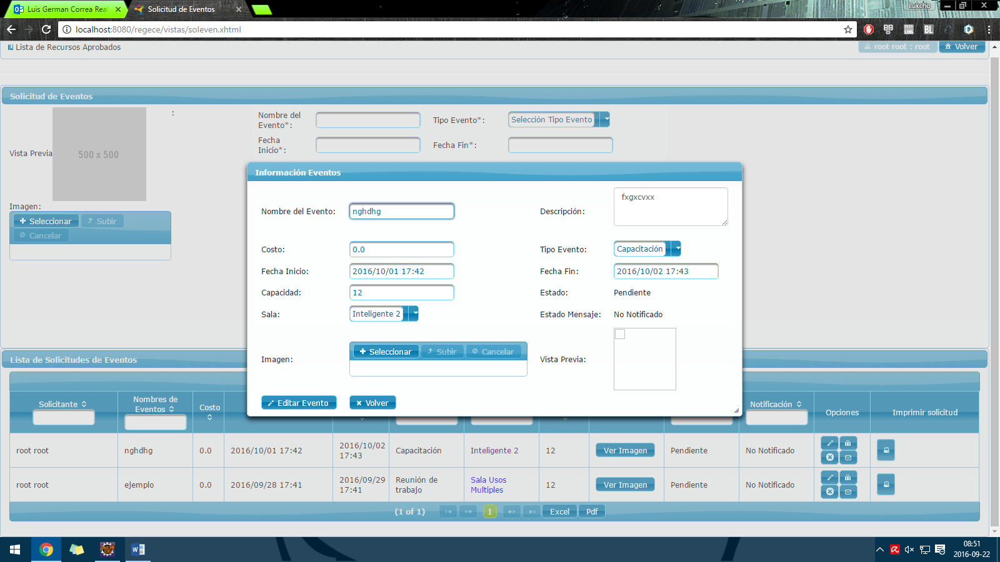 Luis German Correa Real
Solicitud de Eventos
Lukcho
localhost:8080/regece/vistas/soleven.xhtml
BL
Lista de Recursos Aprobados
root root : root
Volver
Solicitud de Eventos
:
Nombre del
Evento*:
Tipo Evento*:
Selección Tipo Evento
Fecha
Inicio*:
Fecha Fin*:
Vista Previa
500 x 500
Imagen:
Seleccionar
Subir
Cancelar
Información Eventos
Nombre del Evento:
nghdhg
Descripción:
fxgxcvxx
Costo:
0.0
Tipo Evento:
Capacitación
Fecha Inicio:
2016/10/01 17:42
Fecha Fin:
2016/10/02 17:43
Capacidad:
12
Estado:
Pendiente
Sala:
Inteligente 2
Estado Mensaje:
No Notificado
Imagen:
Seleccionar
Subir
Cancelar
Vista Previa:
Editar Evento
Volver
Lista de Solicitudes de Eventos
Solicitante
Nombres de
Eventos
Costo
Notificación
Opciones
Imprimir solicitud
root root
nghdhg
0.0
2016/10/01 17:42
2016/10/02
17:43
Capacitación
Inteligente 2
12
Ver Imagen
Pendiente
No Notificado
root root
ejemplo
0.0
2016/09/28 17:41
2016/09/29
17:41
Reunión de
trabajo
Sala Usos
Multiples
12
Ver Imagen
Pendiente
No Notificado
(1 of 1)
1
Excel
Pdf
08:51
2016-09-22